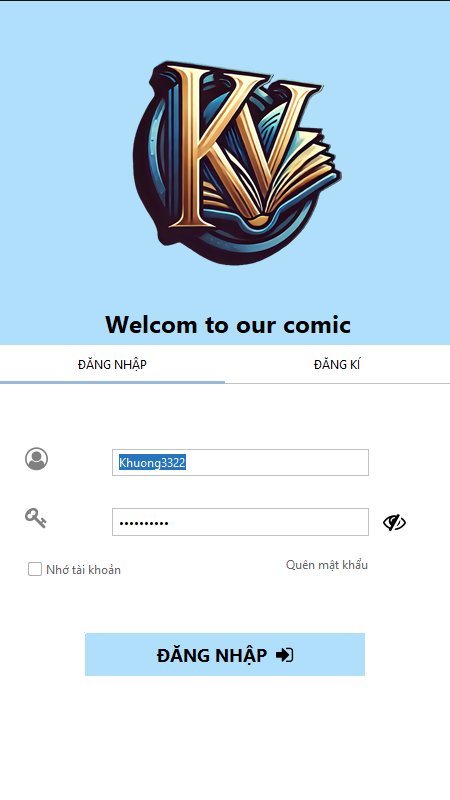 KV
Welcom to our comic
ĐĂNG NHẬP
ĐĂNG KÍ
Khuong3322
••••••••••
Nhớ tài khoản
Quên mật khẩu
ĐĂNG NHẬP